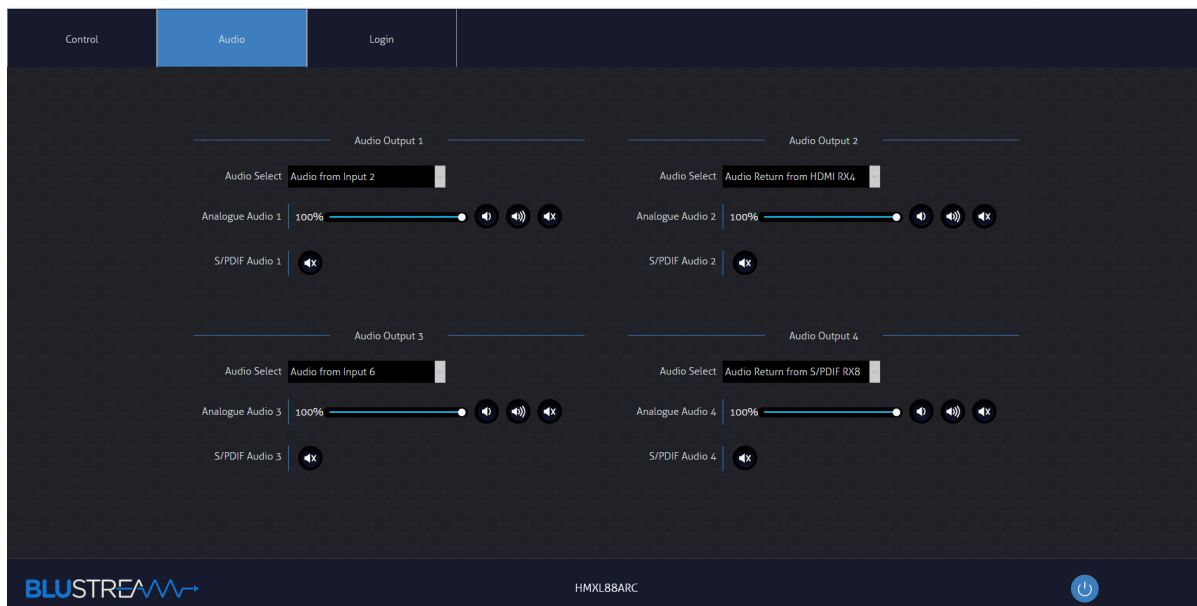 Control Audio Login
Audio Output 1
Audio Select Audio from Input 2
Analogue Audio 1 100%
S/PDIF Audio 1
Audio Output 2
Audio Select Audio Return from HDMI RX4
Analogue Audio 2 100%
S/PDIF Audio 2
Audio Output 3
Audio Select Audio from Input 6
Analogue Audio 3 100%
S/PDIF Audio 3
Audio Output 4
Audio Select Audio Return from S/PDIF RX8
Analogue Audio 4 100%
S/PDIF Audio 4
BLUSTREAM
HMXL88ARC